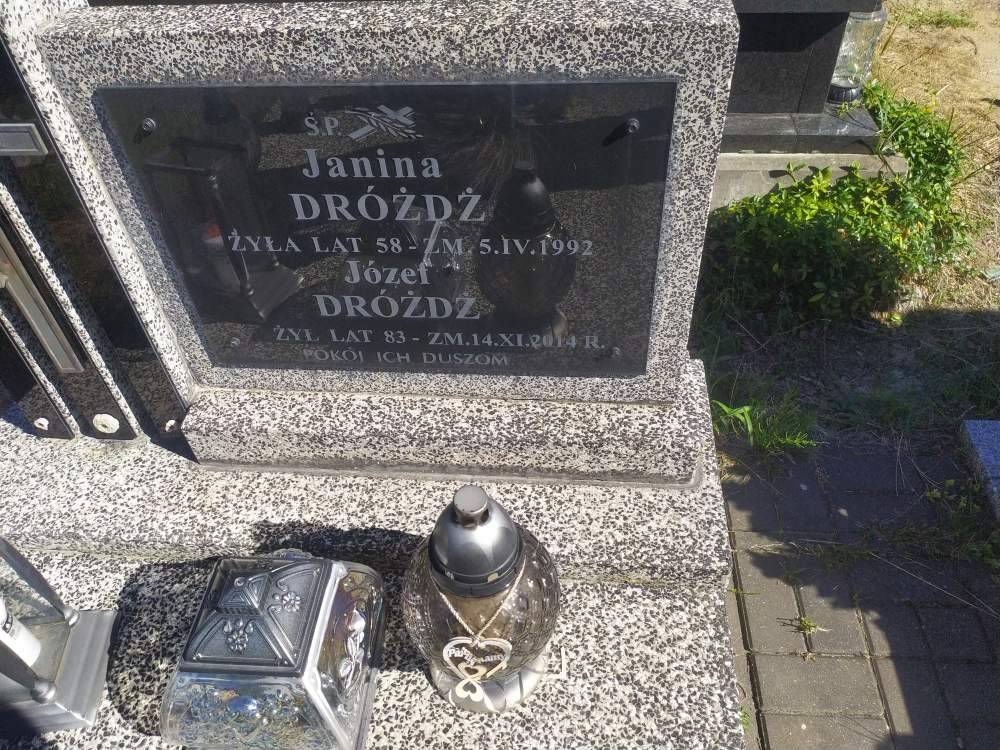 Ś.P.
Janina
DRÓŻDŻ
ŻYŁA LAT 58 - ZM. 5.IV.1992
Józef
DRÓŻDŻ
ŻYŁ LAT 83 - ZM.14.XI.2014 R.
POKÓJ ICH DUSZOM
Pamiętamy